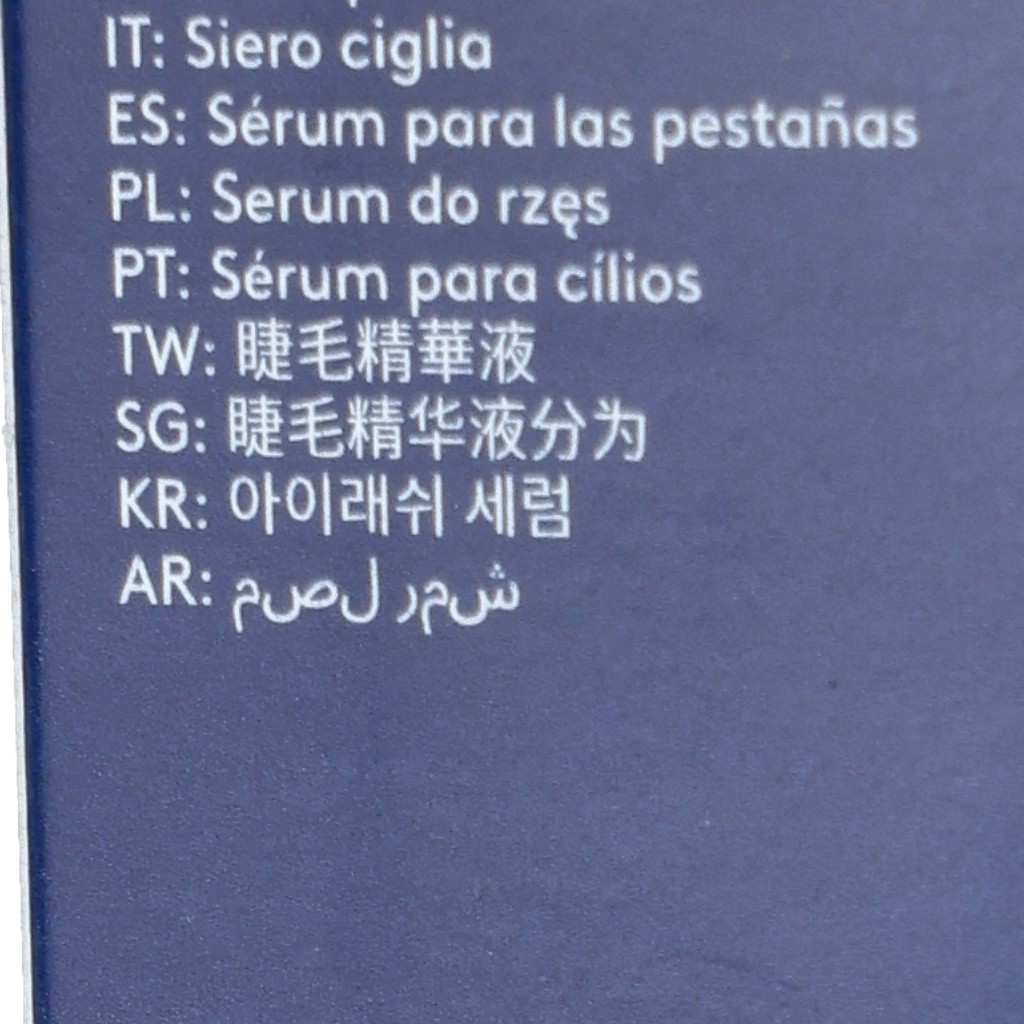 IT: Siero ciglia
ES: Sérum para las pestañas
PL: Serum do rzęs
PT: Sérum para cílios
TW: 睫毛精華液
SG: 睫毛精华液分为
KR: 아이래쉬 세럼
AR: شمر لصم